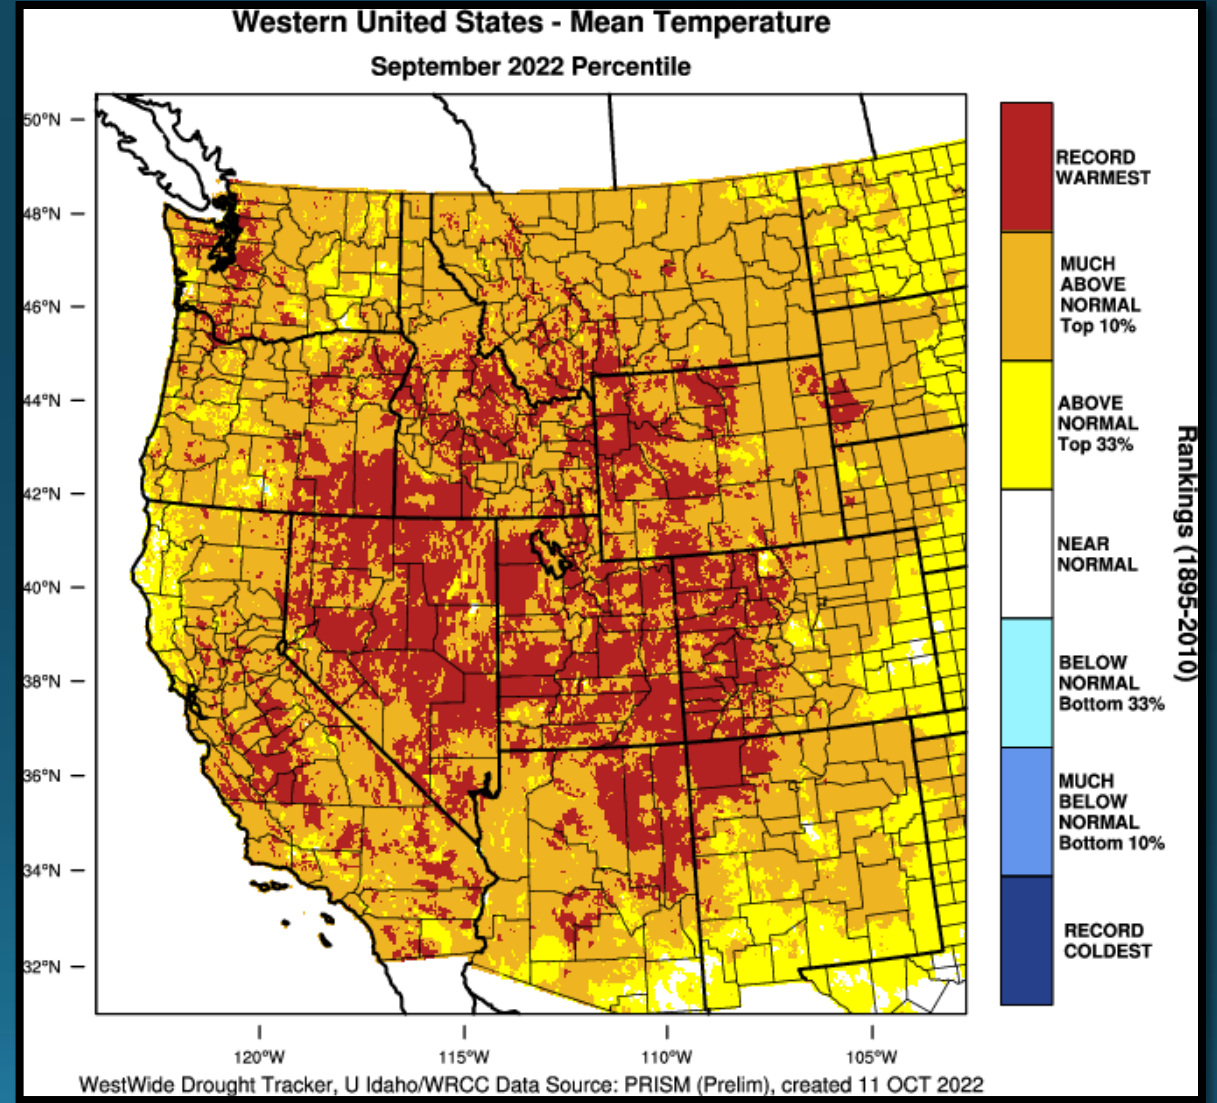 Western United States - Mean Temperature
September 2022 Percentile
50°N
48°N
46°N
44°N
42°N
40°N
38°N
36°N
34°N
32°N
120°W
115°W
110°W
105°W
RECORD
WARMEST
MUCH
ABOVE
NORMAL
Top 10%
ABOVE
NORMAL
Top 33%
NEAR
NORMAL
BELOW
NORMAL
Bottom 33%
MUCH
BELOW
NORMAL
Bottom 10%
RECORD
COLDEST
Rankings (1895-2010)
WestWide Drought Tracker, U Idaho/WRCC Data Source: PRISM (Prelim), created 11 OCT 2022